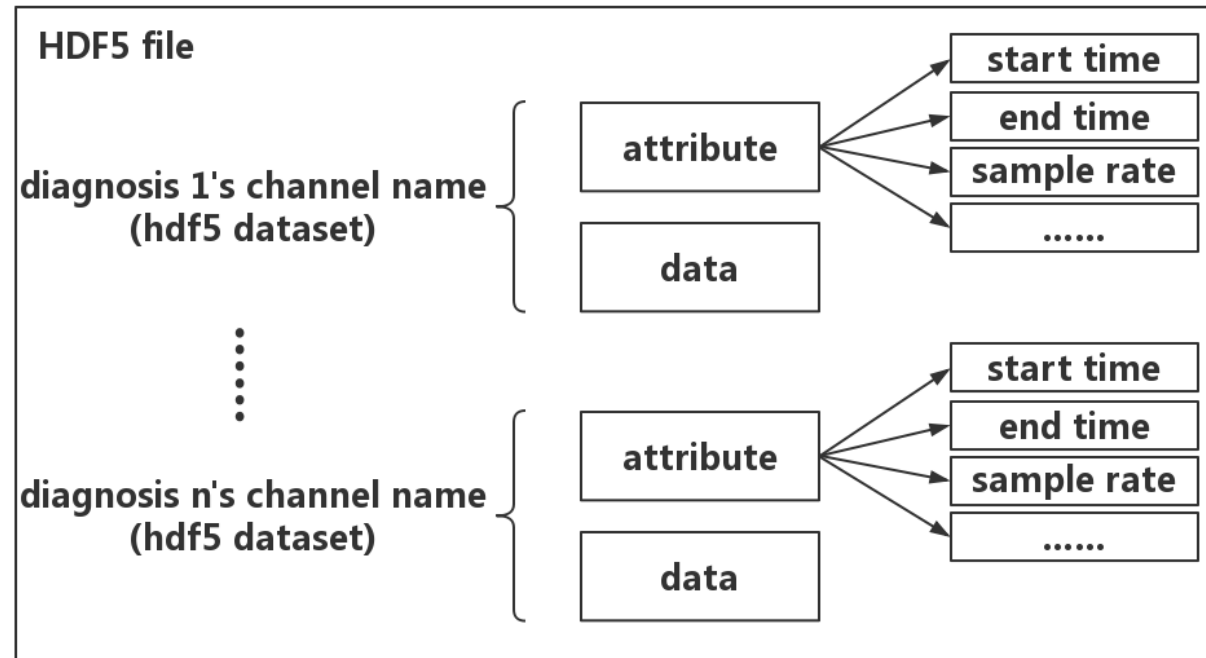 HDF5 file
diagnosis 1's channel name
(hdf5 dataset)
attribute
data
start time
end time
sample rate
......
diagnosis n's channel name
(hdf5 dataset)
attribute
data
start time
end time
sample rate
......